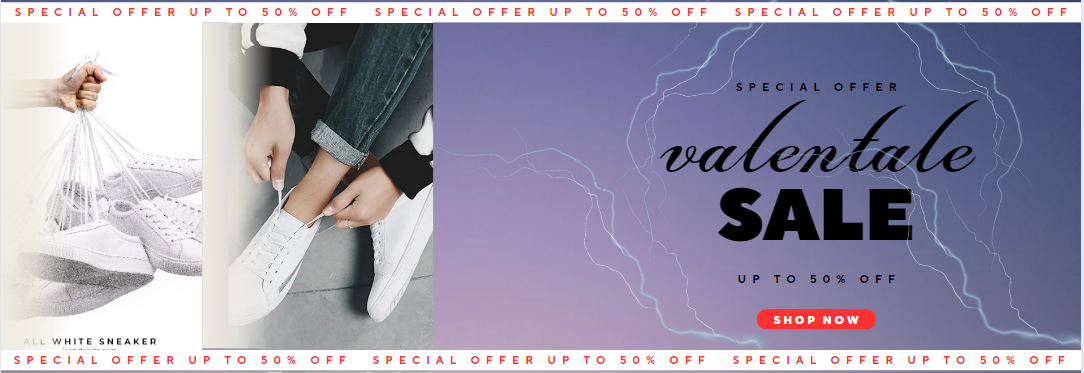 SPECIAL OFFER UP TO 50% OFF SPECIAL OFFER UP TO 50% OFF SPECIAL OFFER UP TO 50% OFF
SPECIAL OFFER
valentale
SALE
UP TO 50% OFF
SHOP NOW
ALL WHITE SNEAKER
SPECIAL OFFER UP TO 50% OFF SPECIAL OFFER UP TO 50% OFF SPECIAL OFFER UP TO 50% OFF